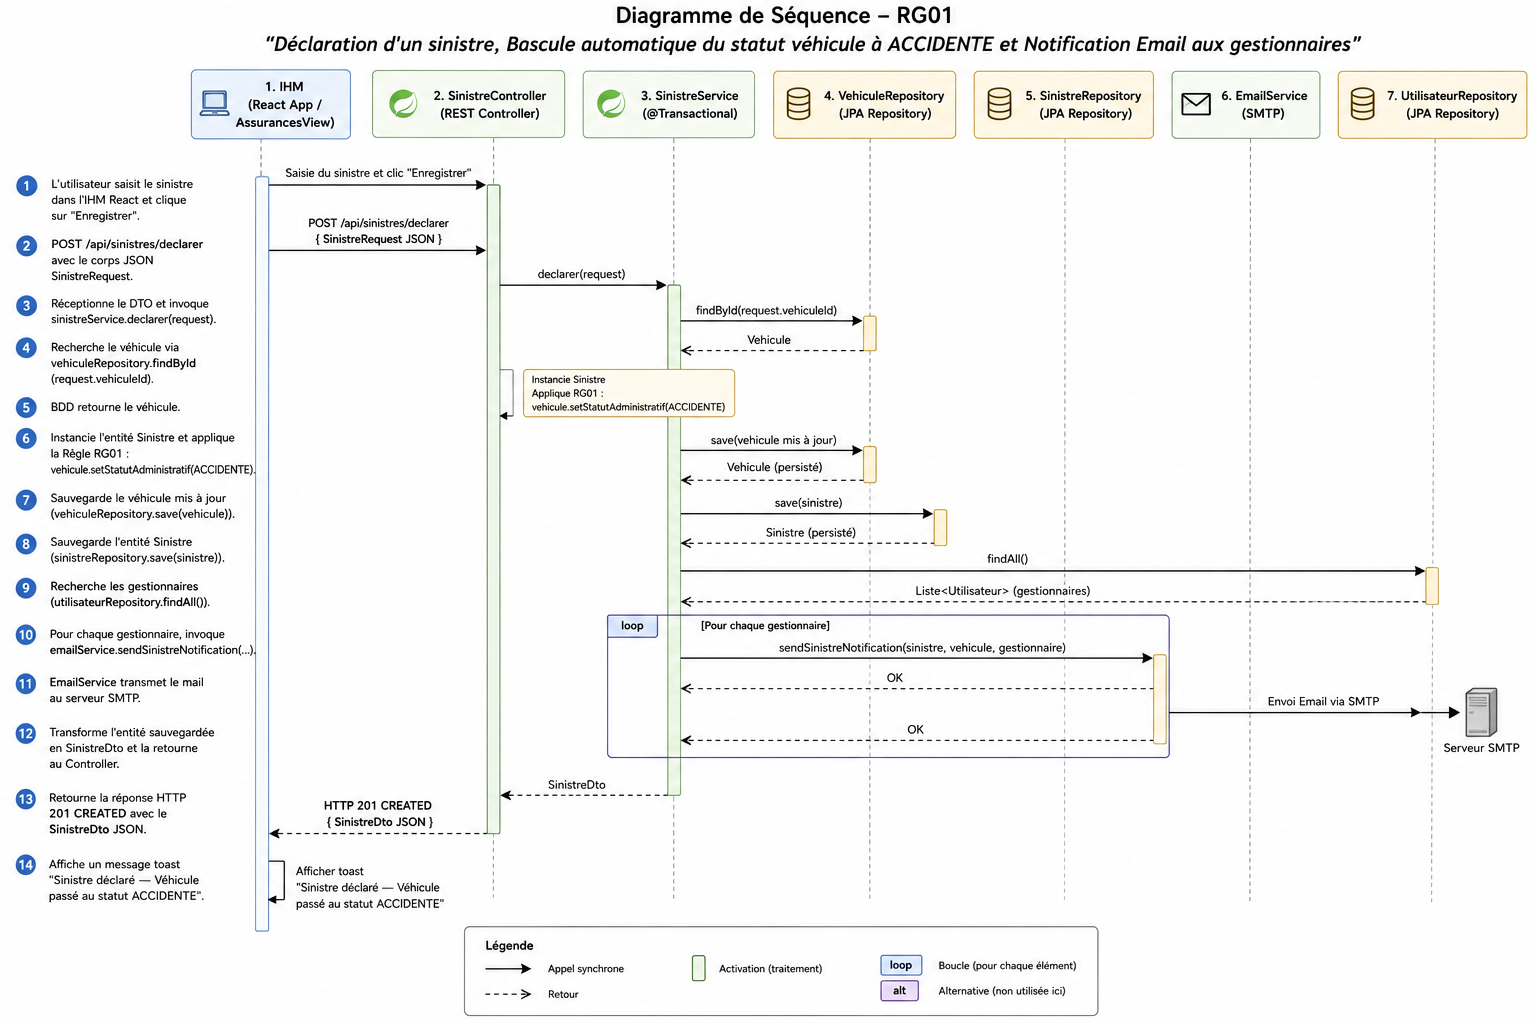 Diagramme de Séquence – RG01
“Déclaration d'un sinistre, Bascule automatique du statut véhicule à ACCIDENTE et Notification Email aux gestionnaires”
1. IHM
(React App /
AssurancesView)
2. SinistreController
(REST Controller)
3. SinistreService
(@Transactional)
4. VehiculeRepository
(JPA Repository)
5. SinistreRepository
(JPA Repository)
6. EmailService
(SMTP)
7. UtilisateurRepository
(JPA Repository)
1
L'utilisateur saisit le sinistre
dans l'IHM React et clique
sur "Enregistrer".
2
POST /api/sinistres/declarer
avec le corps JSON
SinistreRequest.
3
Réceptionne le DTO et invoque
sinistreService.declarer(request).
4
Recherche le véhicule via
vehiculeRepository.findById
(request.vehiculeId).
5
BDD retourne le véhicule.
6
Instancie l'entité Sinistre et applique
la Règle RG01 :
vehicule.setStatutAdministratif(ACCIDENTE).
7
Sauvegarde le véhicule mis à jour
(vehiculeRepository.save(vehicule)).
8
Sauvegarde l'entité Sinistre
(sinistreRepository.save(sinistre)).
9
Recherche les gestionnaires
(utilisateurRepository.findAll()).
10
Pour chaque gestionnaire, invoque
emailService.sendSinistreNotification(...).
11
EmailService transmet le mail
au serveur SMTP.
12
Transforme l'entité sauvegardée
en SinistreDto et la retourne
au Controller.
13
Retourne la réponse HTTP
201 CREATED avec le
SinistreDto JSON.
14
Affiche un message toast
"Sinistre déclaré — Véhicule
passé au statut ACCIDENTE".
Saisie du sinistre et clic "Enregistrer"
POST /api/sinistres/declarer
{ SinistreRequest JSON }
declarer(request)
findById(request.vehiculeId)
Vehicule
Instancie Sinistre
Applique RG01 :
vehicule.setStatutAdministratif(ACCIDENTE)
save(vehicule mis à jour)
Vehicule (persisté)
save(sinistre)
Sinistre (persisté)
findAll()
Liste<Utilisateur> (gestionnaires)
loop
[Pour chaque gestionnaire]
sendSinistreNotification(sinistre, vehicule, gestionnaire)
OK
Envoi Email via SMTP
OK
Serveur SMTP
SinistreDto
HTTP 201 CREATED
{ SinistreDto JSON }
Afficher toast
"Sinistre déclaré — Véhicule
passé au statut ACCIDENTE"
Légende
Appel synchrone
Retour
Activation (traitement)
loop
Boucle (pour chaque élément)
alt
Alternative (non utilisée ici)